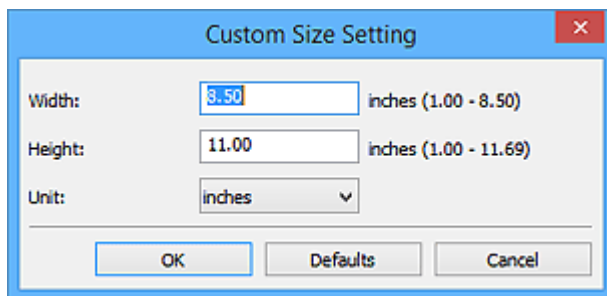 Custom Size Setting
Width: 8.50 inches (1.00 - 8.50)
Height: 11.00 inches (1.00 - 11.69)
Unit: inches
OK Defaults Cancel